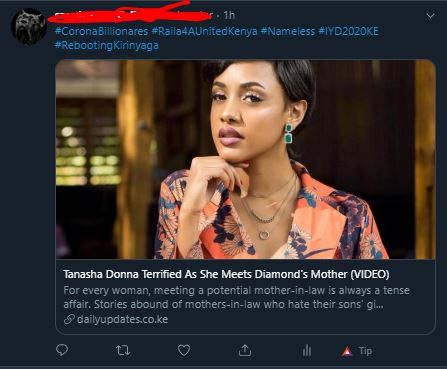 · 1h
#CoronaBillionares #Raila4AUnitedKenya #Nameless #IYD2020KE
#RebootingKirinyaga
Tanasha Donna Terrified As She Meets Diamond's Mother (VIDEO)
For every woman, meeting a potential mother-in-law is always a tense
affair. Stories abound of mothers-in-law who hate their sons' gi...
dailyupdates.co.ke
Tip